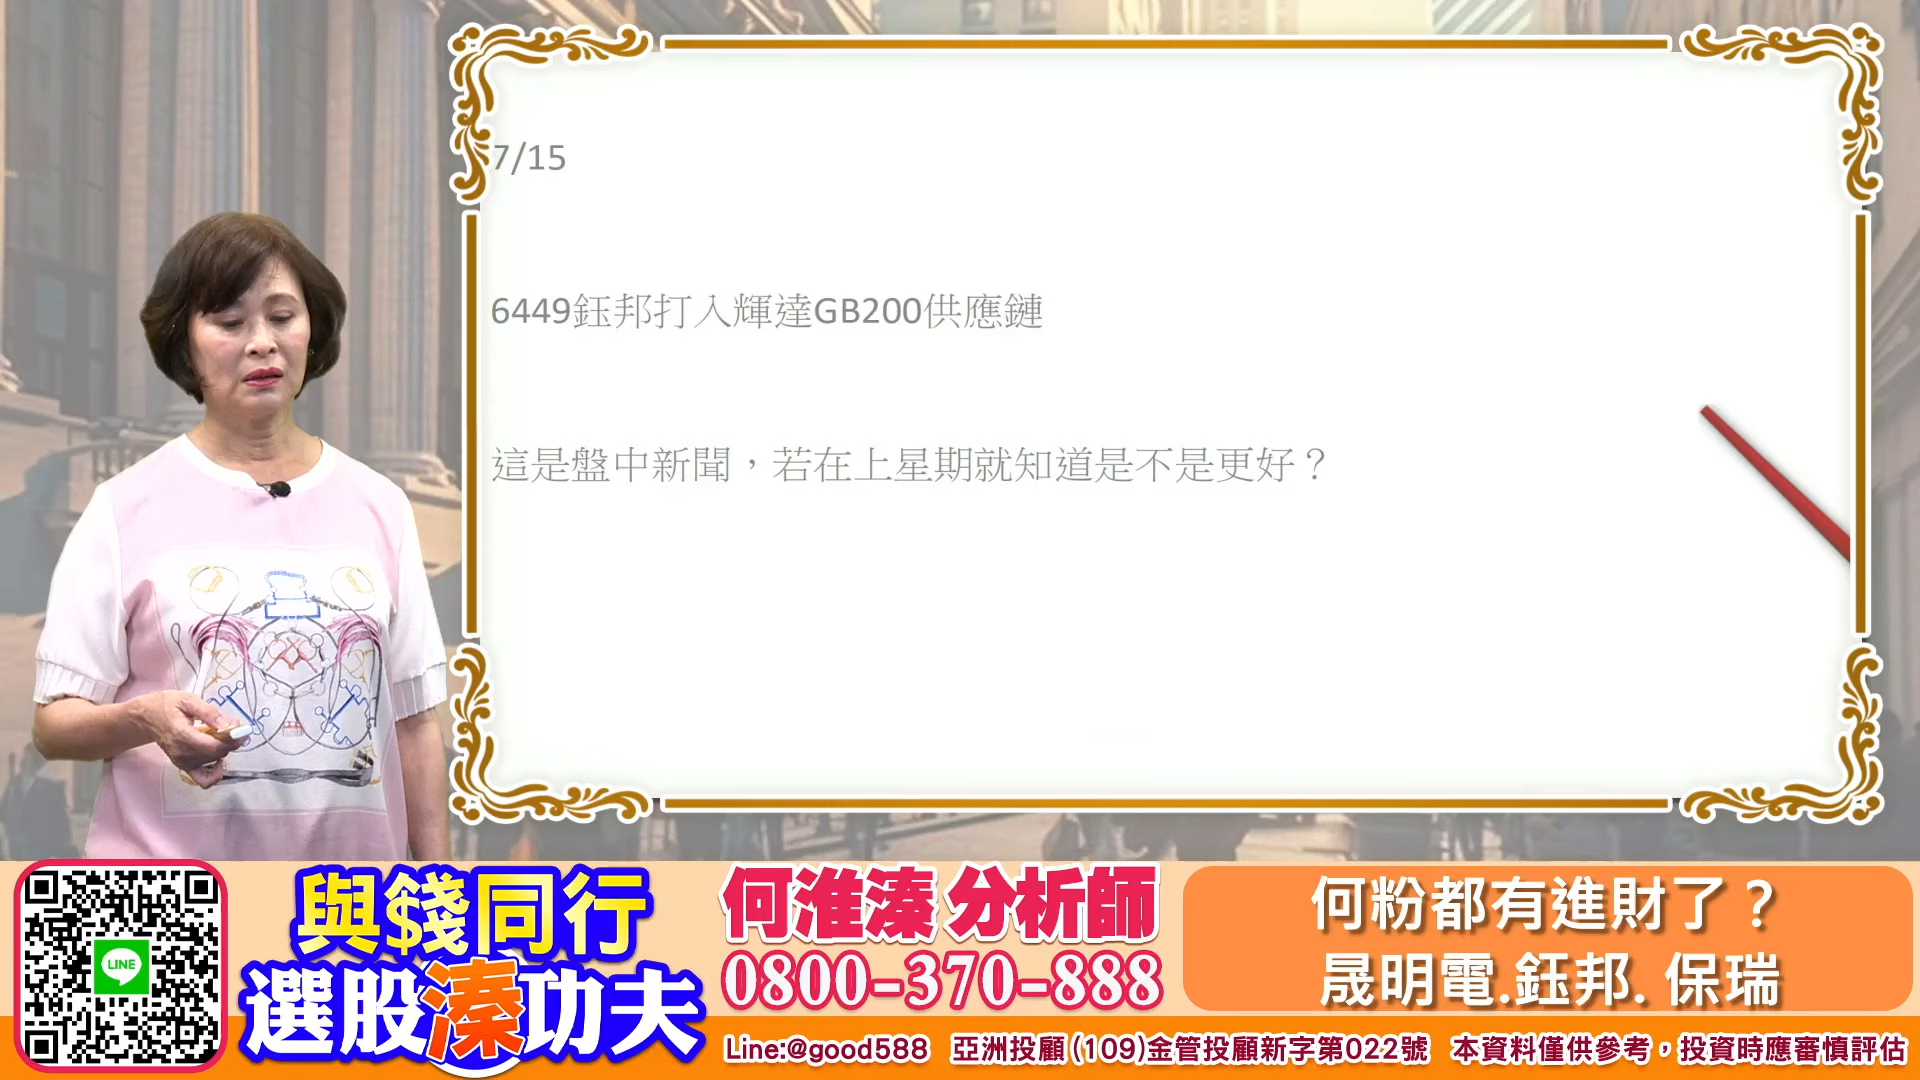 7/15
6449鈺邦打入輝達GB200供應鏈
這是盤中新聞，若在上星期就知道是不是更好？
LINE
與錢同行
選股溱功夫
何淮溱 分析師
0800-370-888
何粉都有進財了？
晟明電.鈺邦. 保瑞
Line:@good588 亞洲投顧 (109)金管投顧新字第022號 本資料僅供參考，投資時應審慎評估